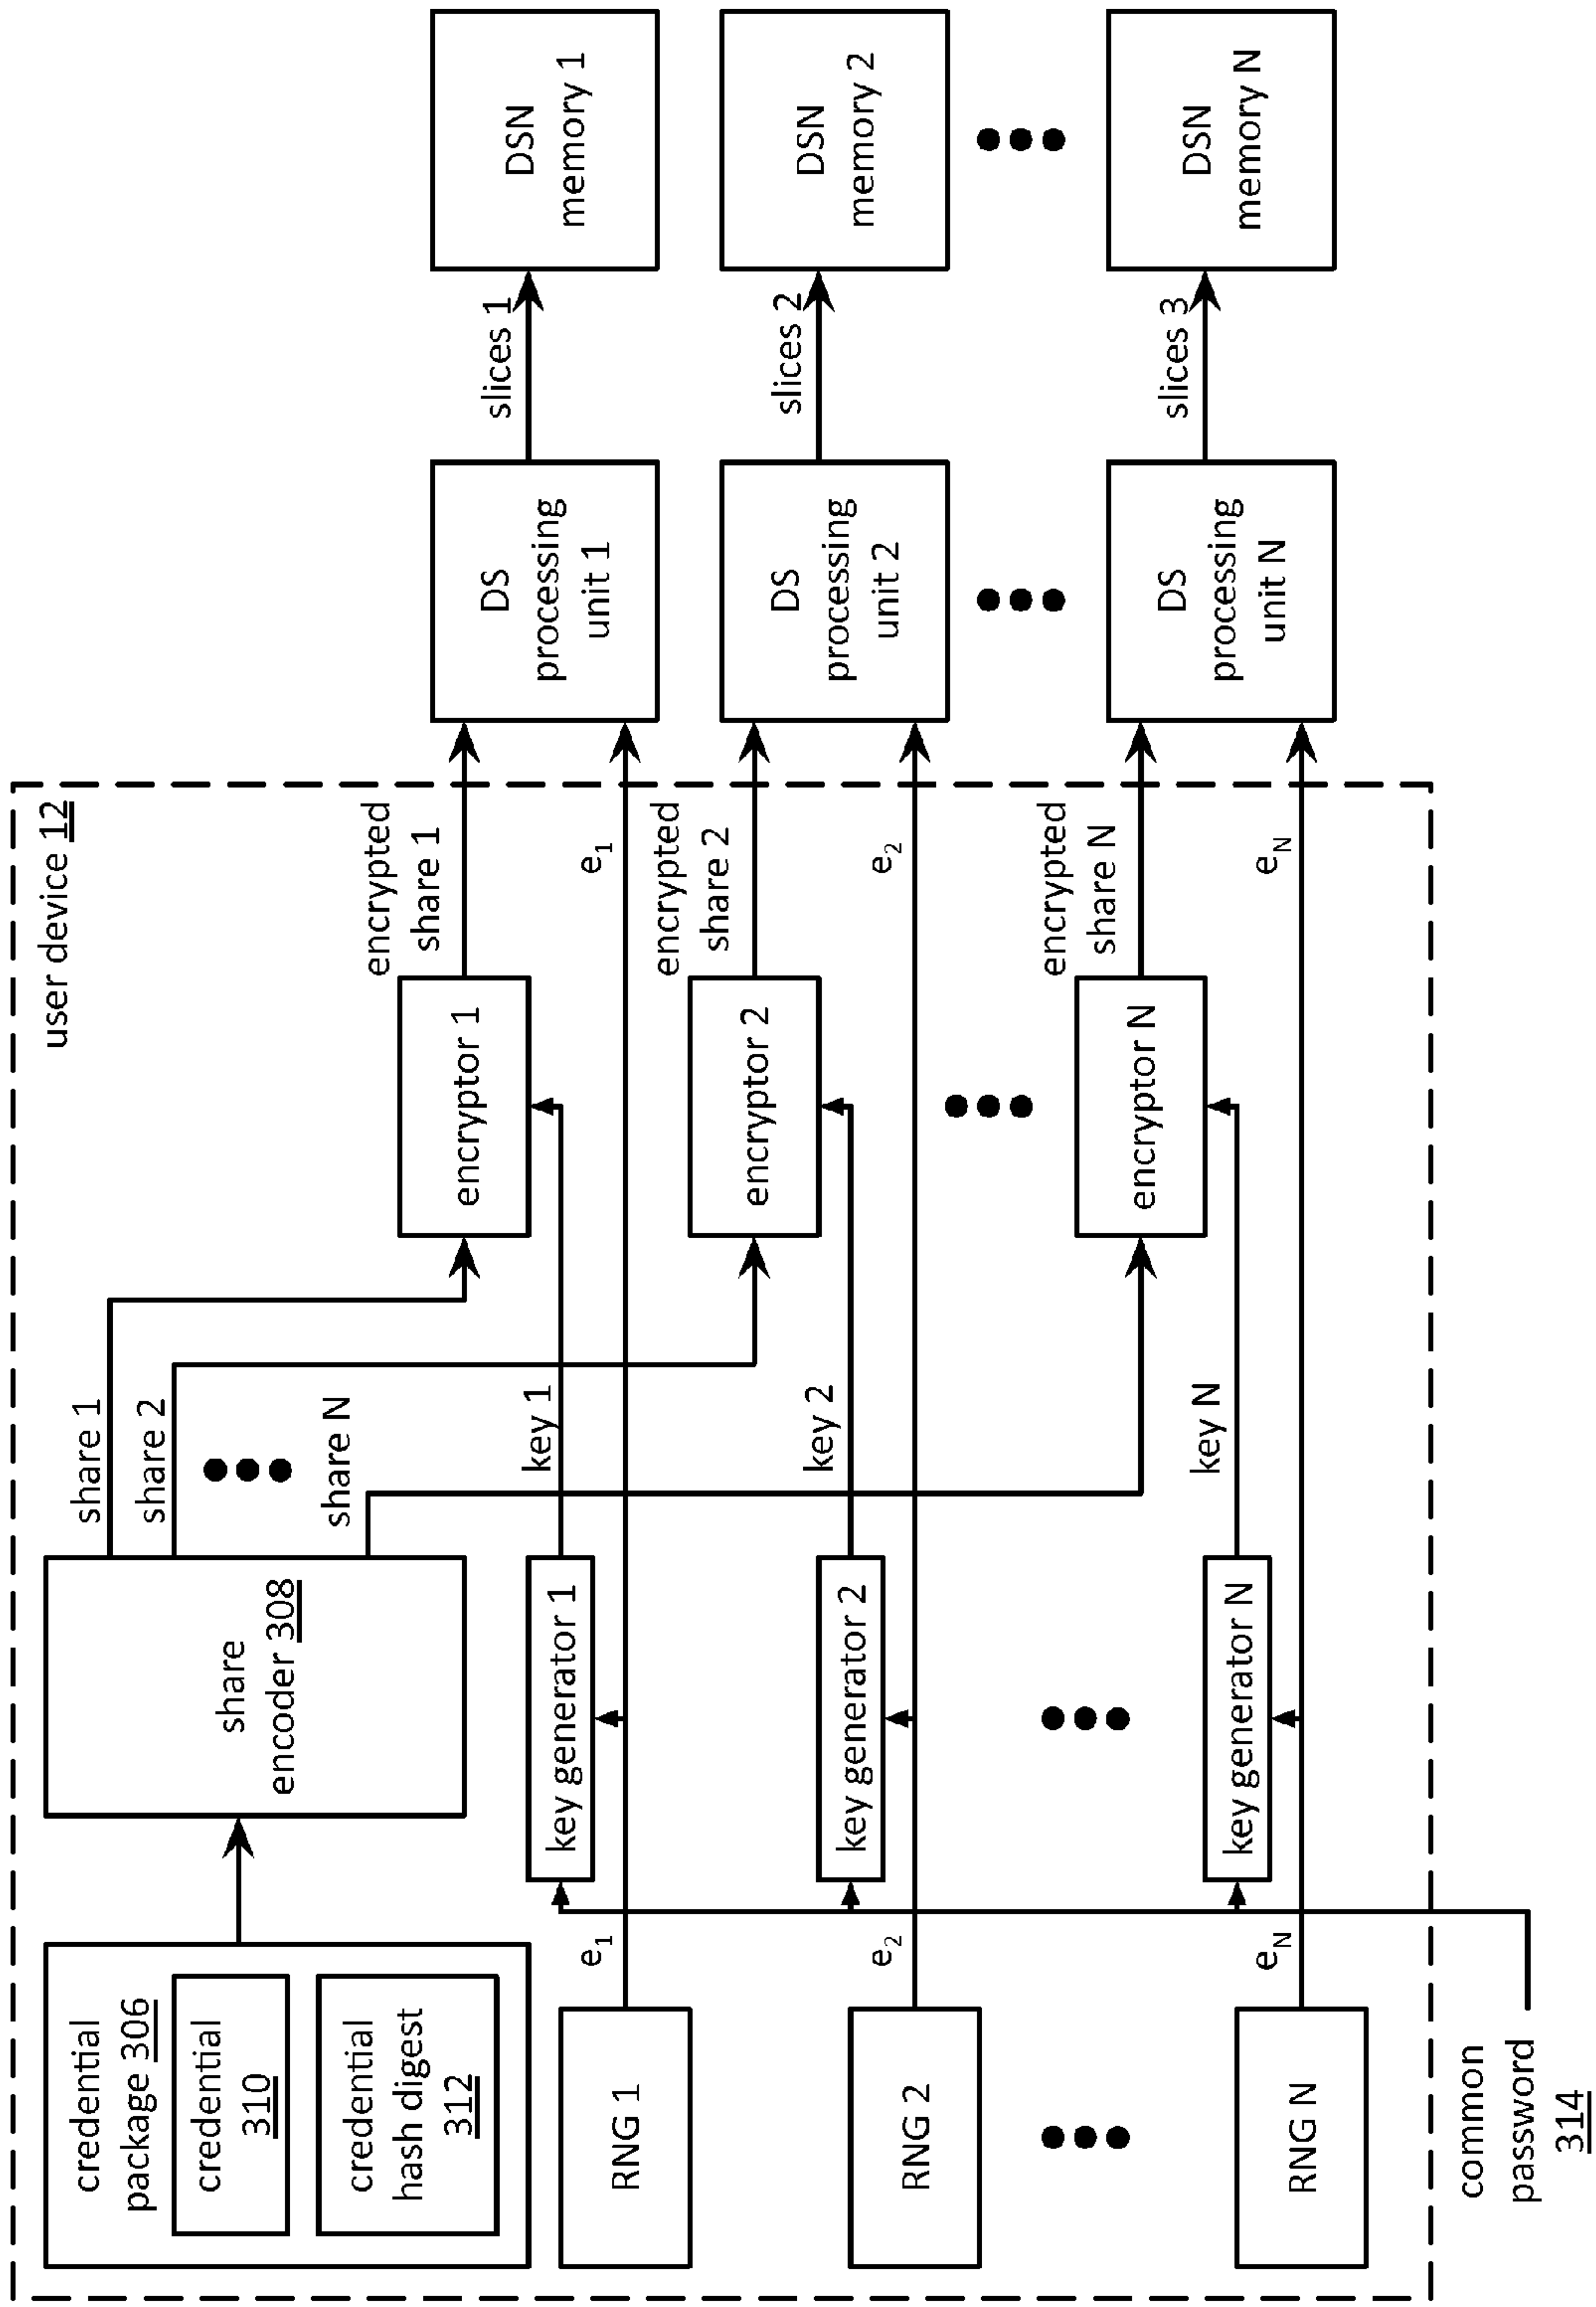 user device 12
credential
package 306
credential
310
credential
hash digest
312
share
encoder 308
share 1
share 2
share N
encryptor 1
encrypted
share 1
DS
processing
unit 1
slices 1
DSN
memory 1
key generator 1
key 1
RNG 1
e1
e1
encryptor 2
encrypted
share 2
DS
processing
unit 2
slices 2
DSN
memory 2
key generator 2
key 2
RNG 2
e2
e2
encryptor N
encrypted
share N
DS
processing
unit N
slices 3
DSN
memory N
key generator N
key N
RNG N
eN
eN
common
password
314